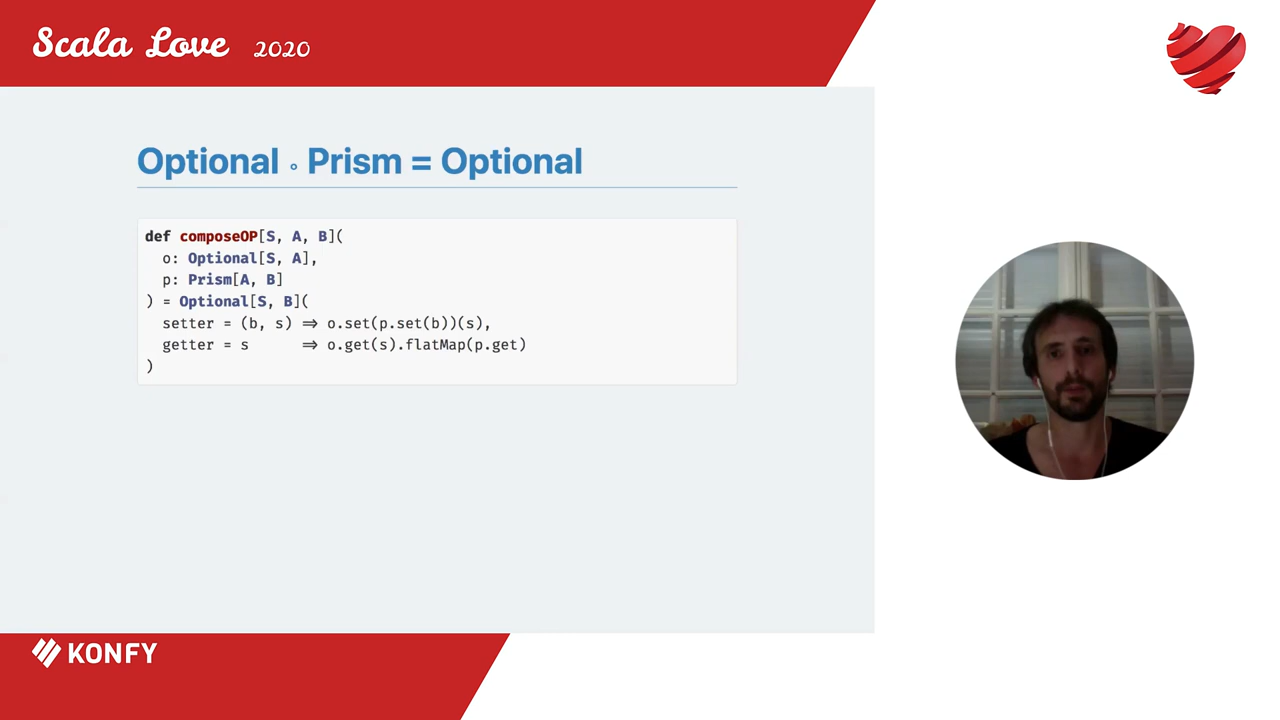 Scala Love 2020
Optional ∘ Prism = Optional
def composeOP[S, A, B](
  o: Optional[S, A],
  p: Prism[A, B]
) = Optional[S, B](
  setter = (b, s) ⇒ o.set(p.set(b))(s),
  getter = s      ⇒ o.get(s).flatMap(p.get)
)
KONFY